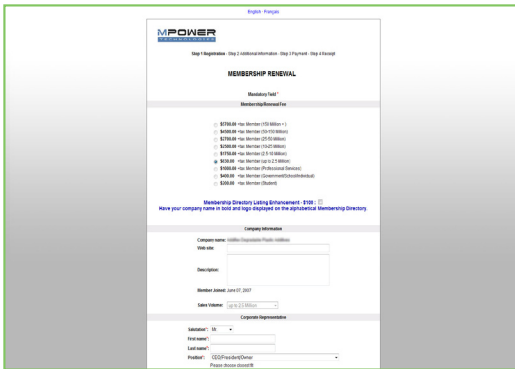 English - Français
MPOWER
TECHNOLOGIES
Step 1 Registration - Step 2 Additional Information - Step 3 Payment - Step 4 Receipt
MEMBERSHIP RENEWAL
Mandatory Field *
Membership/Renewal Fee
$5700.00 +tax Member (150 Million + )
$4500.00 +tax Member (50-150 Million)
$2700.00 +tax Member (25-50 Million)
$2500.00 +tax Member (10-25 Million)
$1750.00 +tax Member (2.5-10 Million)
$830.00 +tax Member (up to 2.5 Million)
$1000.00 +tax Member (Professional Services)
$400.00 +tax Member (Government/School/Individual)
$200.00 +tax Member (Student)
Membership Directory Listing Enhancement - $100 :
Have your company name in bold and logo displayed on the alphabetical Membership Directory.
Company Information
Company name:
Web site:
Description:
Member Joined: June 07, 2007
Sales Volume: up to 2.5 Million
Corporate Representative
Salutation*: Mr.
First name*:
Last name*:
Position*: CEO/President/Owner
Please choose closest fit